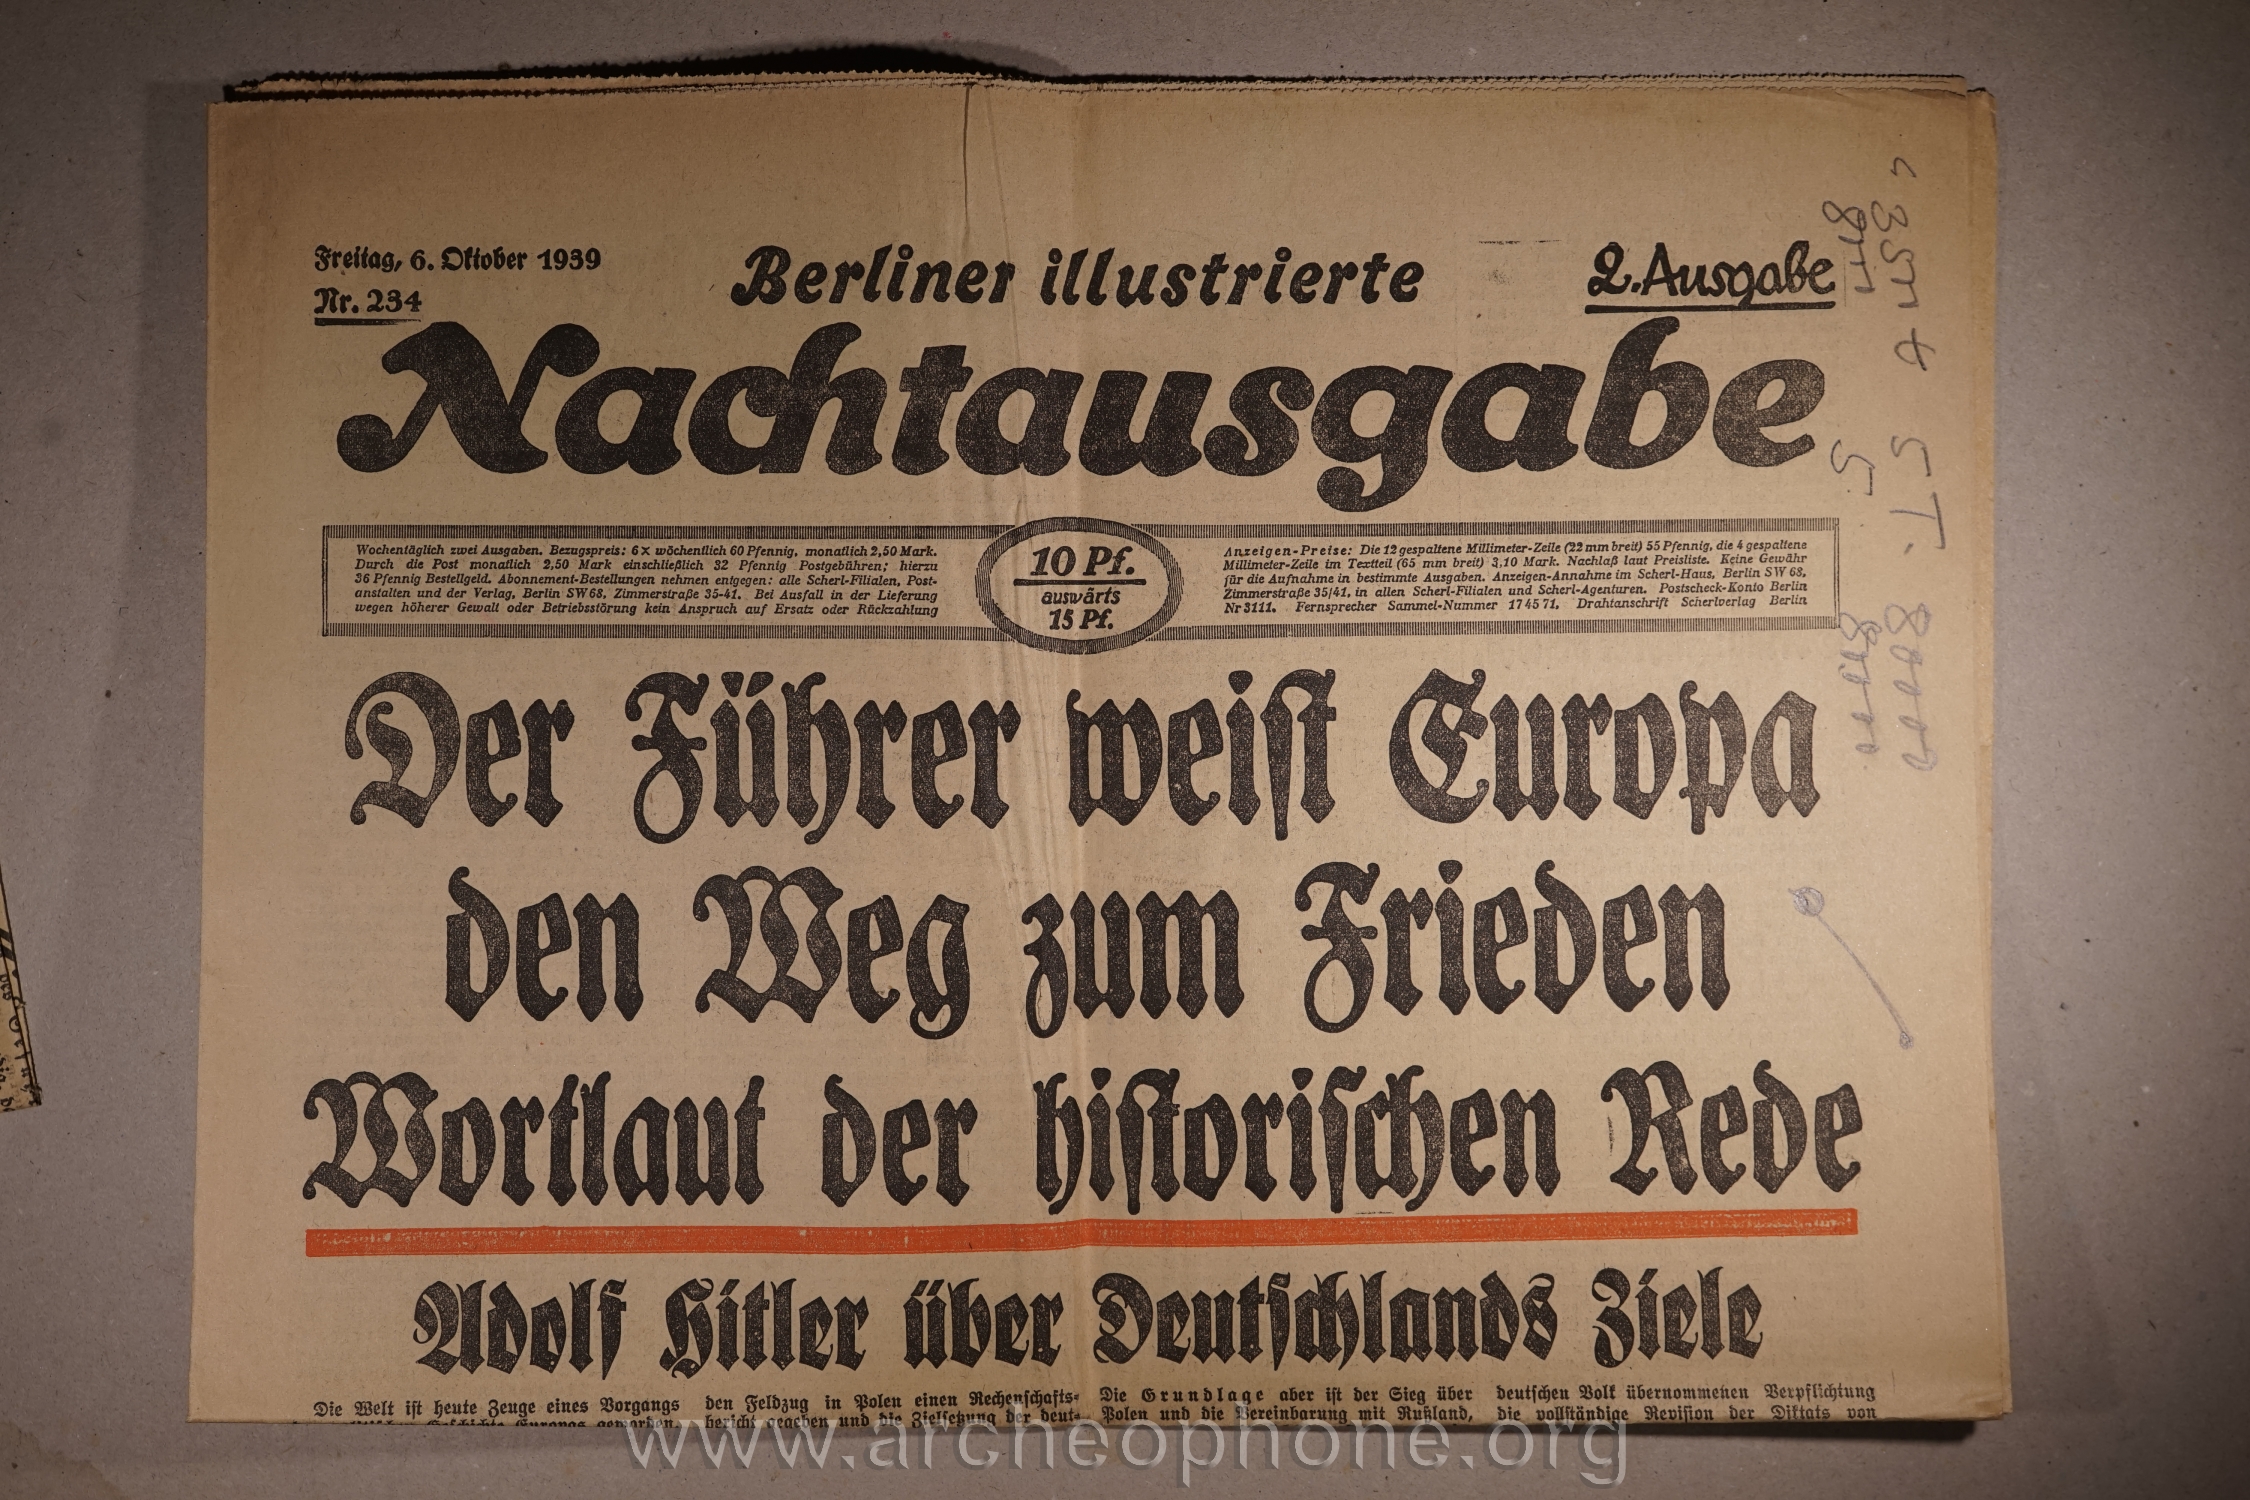 Freitag, 6. Oktober 1939
Nr. 234
Berliner illustrierte
2. Ausgabe
Nachtausgabe
Wochentäglich zwei Ausgaben. Bezugspreis: 6 x wöchentlich 60 Pfennig, monatlich 2,50 Mark.
Durch die Post monatlich 2,50 Mark einschließlich 32 Pfennig Postgebühren; hierzu
36 Pfennig Bestellgeld. Abonnement-Bestellungen nehmen entgegen: alle Scherl-Filialen, Post-
anstalten und der Verlag, Berlin SW 68, Zimmerstraße 35-41. Bei Ausfall in der Lieferung
wegen höherer Gewalt oder Betriebsstörung kein Anspruch auf Ersatz oder Rückzahlung
10 Pf.
auswärts
15 Pf.
Anzeigen-Preise: Die 12 gespaltene Millimeter-Zeile (22 mm breit) 55 Pfennig, die 4 gespaltene
Millimeter-Zeile im Textteil (65 mm breit) 3,10 Mark. Nachlaß laut Preisliste. Keine Gewähr
für die Aufnahme in bestimmte Ausgaben. Anzeigen-Annahme im Scherl-Haus, Berlin SW 68,
Zimmerstraße 35/41, in allen Scherl-Filialen und Scherl-Agenturen. Postscheck-Konto Berlin
Nr 3111. Fernsprecher Sammel-Nummer 17 45 71. Drahtanschrift Scherlverlag Berlin
Der Führer weist Europa
den Weg zum Frieden
Wortlaut der historischen Rede
Adolf Hitler über Deutschlands Ziele
Die Welt ist heute Zeuge eines Vorgangs
den Feldzug in Polen einen Rechenschafts-
bericht gegeben und die Zielsetzung der deut-
Die Grundlage aber ist der Sieg über
Polen und die Vereinbarung mit Rußland,
deutschen Volk übernommenen Verpflichtung
die vollständige Revision der Diktats von
www.archeophone.org